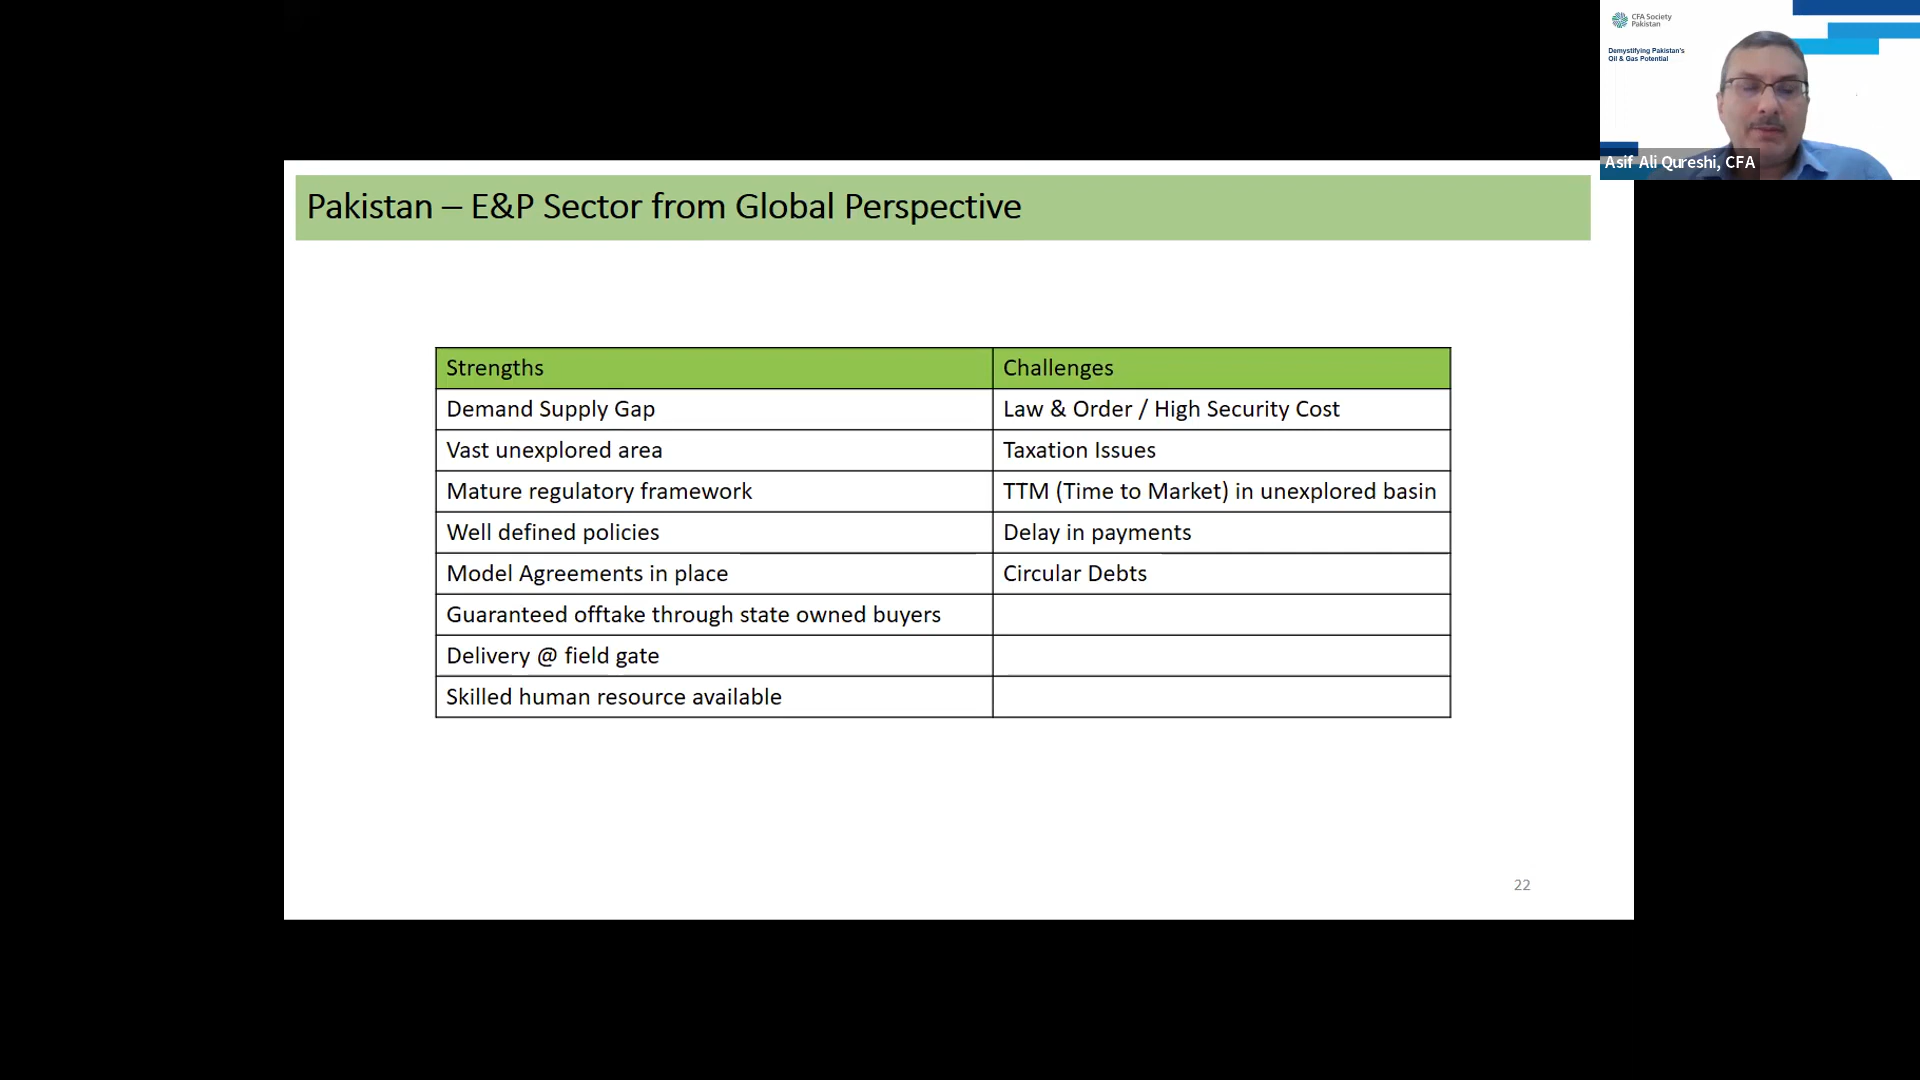 CFA Society
Pakistan
Demystifying Pakistan's
Oil & Gas Potential
Asif Ali Qureshi, CFA
Pakistan – E&P Sector from Global Perspective
Strengths
Challenges
Demand Supply Gap
Law & Order / High Security Cost
Vast unexplored area
Taxation Issues
Mature regulatory framework
TTM (Time to Market) in unexplored basin
Well defined policies
Delay in payments
Model Agreements in place
Circular Debts
Guaranteed offtake through state owned buyers
Delivery @ field gate
Skilled human resource available
22